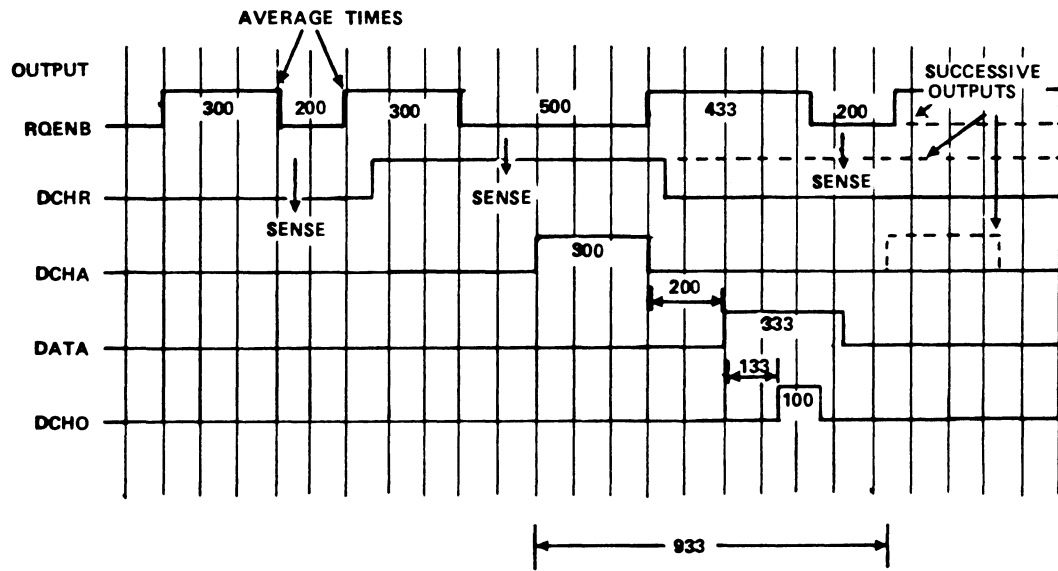 AVERAGE TIMES
OUTPUT
SUCCESSIVE
OUTPUTS
300 200 300 500 433 200
RQENB
SENSE
DCHR
SENSE
SENSE
300
DCHA
200
333
DATA
133
100
DCHO
933